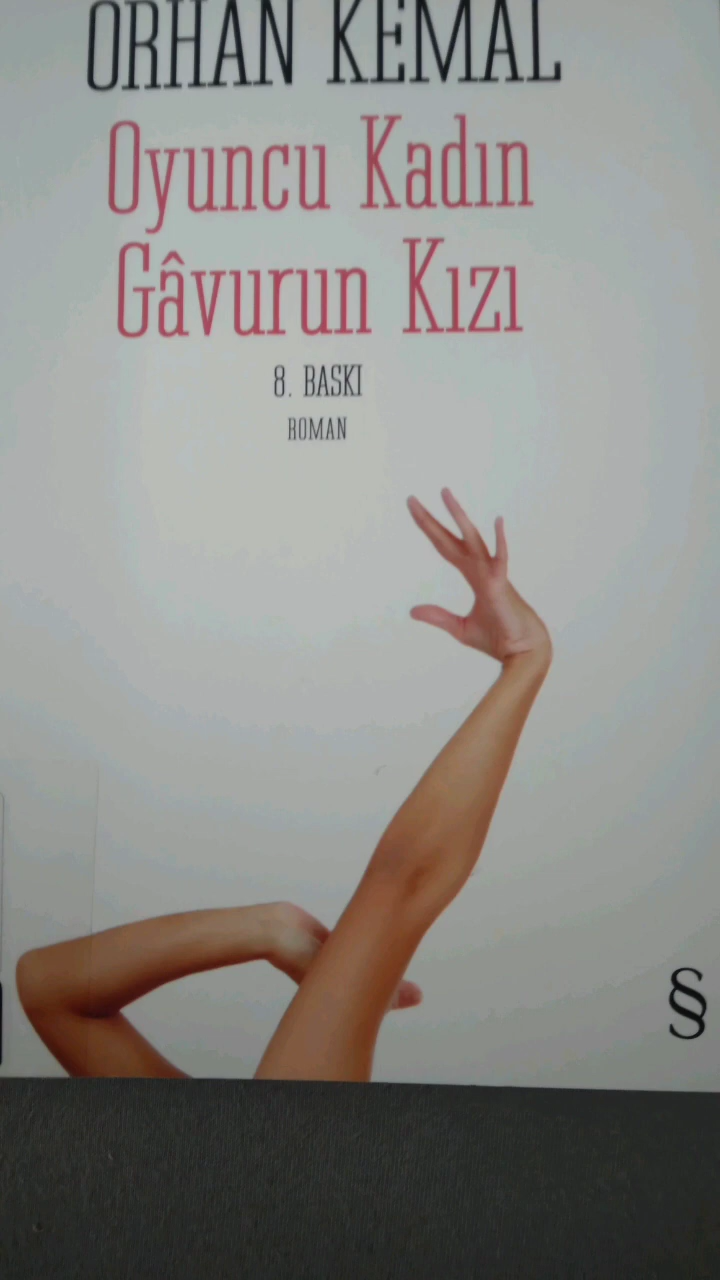 ORHAN KEMAL
Oyuncu Kadın
Gâvurun Kızı
8. BASKI
ROMAN
§